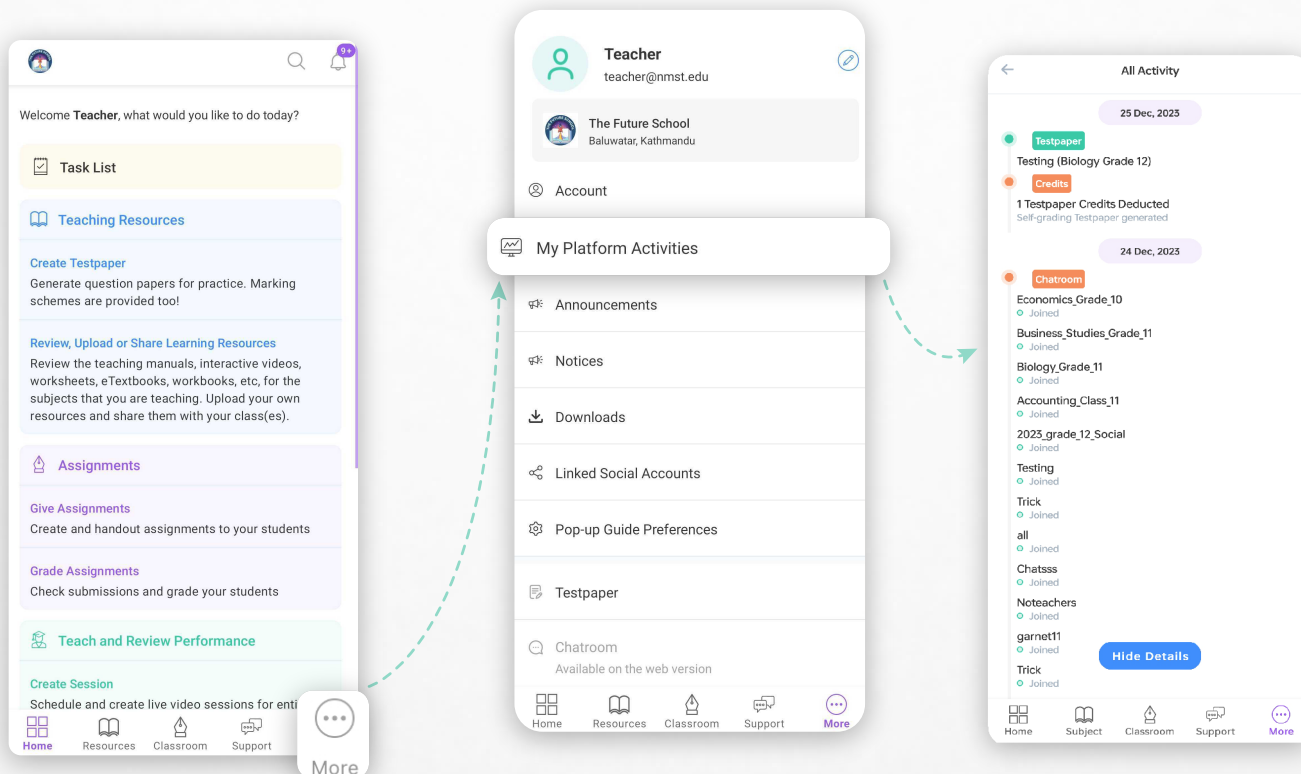 9+
Welcome Teacher, what would you like to do today?
Task List
Teaching Resources
Create Testpaper
Generate question papers for practice. Marking
schemes are provided too!
Review, Upload or Share Learning Resources
Review the teaching manuals, interactive videos,
worksheets, eTextbooks, workbooks, etc, for the
subjects that you are teaching. Upload your own
resources and share them with your class(es).
Assignments
Give Assignments
Create and handout assignments to your students
Grade Assignments
Check submissions and grade your students
Teach and Review Performance
Create Session
Schedule and create live video sessions for
Home
Resources
Classroom
Support
More
Teacher
teacher@nmst.edu
The Future School
Baluwatar, Kathmandu
Account
My Platform Activities
Announcements
Notices
Downloads
Linked Social Accounts
Pop-up Guide Preferences
Testpaper
Chatroom
Available on the web version
Home
Resources
Classroom
Support
More
All Activity
25 Dec, 2023
Testpaper
Testing (Biology Grade 12)
Credits
1 Testpaper Credits Deducted
Self-grading Testpaper generated
24 Dec, 2023
Chatroom
Economics_Grade_10
Joined
Business_Studies_Grade_11
Joined
Biology_Grade_11
Joined
Accounting_Class_11
Joined
2023_grade_12_Social
Joined
Testing
Joined
Trick
Joined
all
Joined
Chatsss
Joined
Noteachers
Joined
garnet11
Joined
Hide Details
Trick
Joined
Home
Subject
Classroom
Support
More